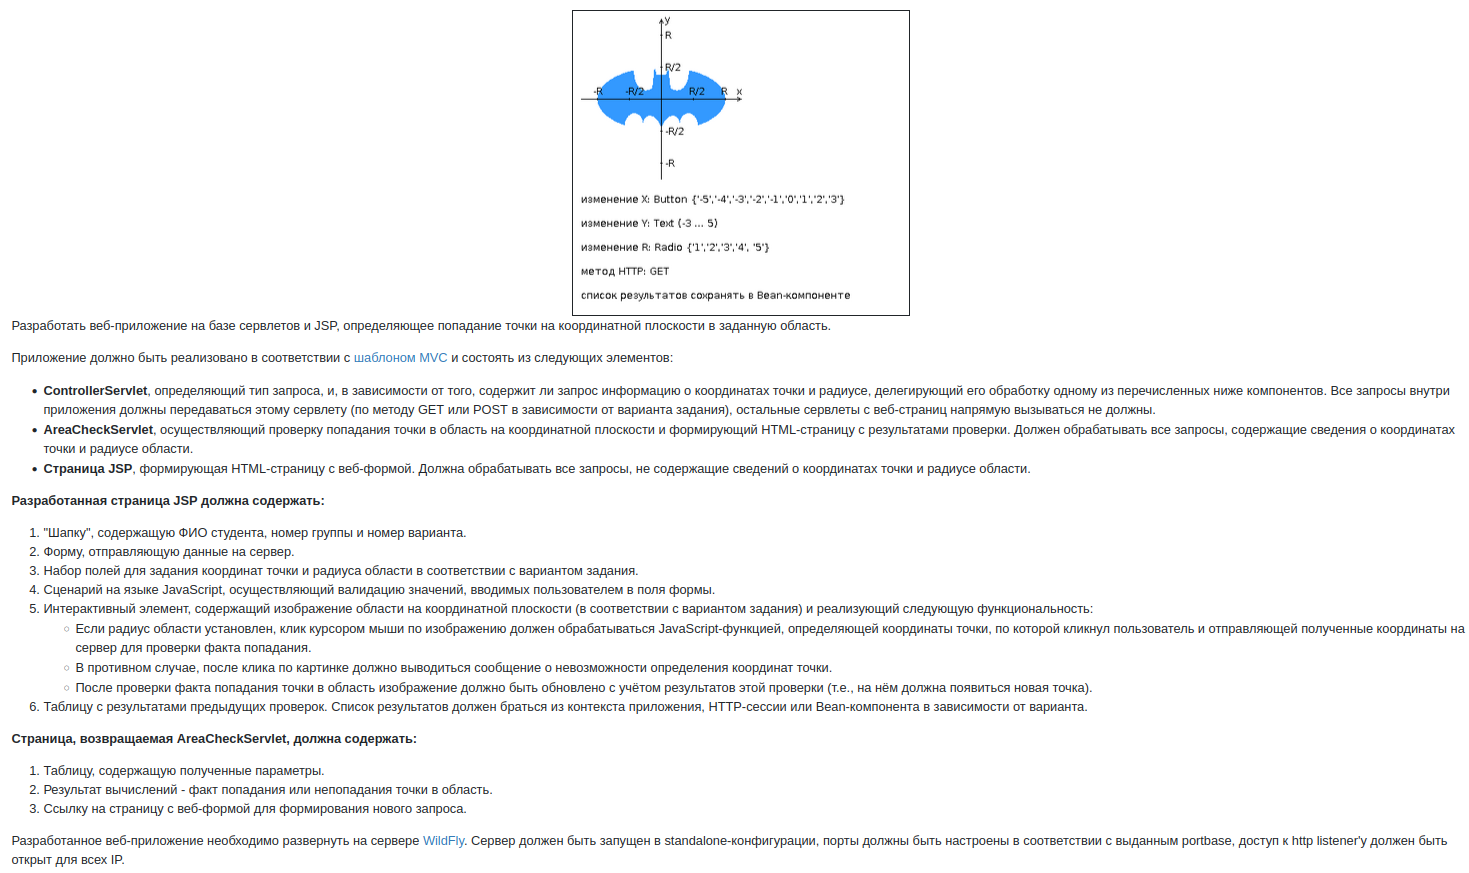 y
R
R/2
-R -R/2 R/2 R x
-R/2
-R
изменение X: Button {'-5','-4','-3','-2','-1','0','1','2','3'}
изменение Y: Text (-3 ... 5)
изменение R: Radio {'1','2','3','4', '5'}
метод HTTP: GET
список результатов сохранять в Bean-компоненте
Разработать веб-приложение на базе сервлетов и JSP, определяющее попадание точки на координатной плоскости в заданную область.
Приложение должно быть реализовано в соответствии с шаблоном MVC и состоять из следующих элементов:
• ControllerServlet, определяющий тип запроса, и, в зависимости от того, содержит ли запрос информацию о координатах точки и радиусе, делегирующий его обработку одному из перечисленных ниже компонентов. Все запросы внутри
приложения должны передаваться этому сервлету (по методу GET или POST в зависимости от варианта задания), остальные сервлеты с веб-страниц напрямую вызываться не должны.
• AreaCheckServlet, осуществляющий проверку попадания точки в область на координатной плоскости и формирующий HTML-страницу с результатами проверки. Должен обрабатывать все запросы, содержащие сведения о координатах
точки и радиусе области.
• Страница JSP, формирующая HTML-страницу с веб-формой. Должна обрабатывать все запросы, не содержащие сведений о координатах точки и радиусе области.
Разработанная страница JSP должна содержать:
1. "Шапку", содержащую ФИО студента, номер группы и номер варианта.
2. Форму, отправляющую данные на сервер.
3. Набор полей для задания координат точки и радиуса области в соответствии с вариантом задания.
4. Сценарий на языке JavaScript, осуществляющий валидацию значений, вводимых пользователем в поля формы.
5. Интерактивный элемент, содержащий изображение области на координатной плоскости (в соответствии с вариантом задания) и реализующий следующую функциональность:
◦ Если радиус области установлен, клик курсором мыши по изображению должен обрабатываться JavaScript-функцией, определяющей координаты точки, по которой кликнул пользователь и отправляющей полученные координаты на
сервер для проверки факта попадания.
◦ В противном случае, после клика по картинке должно выводиться сообщение о невозможности определения координат точки.
◦ После проверки факта попадания точки в область изображение должно быть обновлено с учётом результатов этой проверки (т.е., на нём должна появиться новая точка).
6. Таблицу с результатами предыдущих проверок. Список результатов должен браться из контекста приложения, HTTP-сессии или Bean-компонента в зависимости от варианта.
Страница, возвращаемая AreaCheckServlet, должна содержать:
1. Таблицу, содержащую полученные параметры.
2. Результат вычислений - факт попадания или непопадания точки в область.
3. Ссылку на страницу с веб-формой для формирования нового запроса.
Разработанное веб-приложение необходимо развернуть на сервере WildFly. Сервер должен быть запущен в standalone-конфигурации, порты должны быть настроены в соответствии с выданным portbase, доступ к http listener'у должен быть
открыт для всех IP.